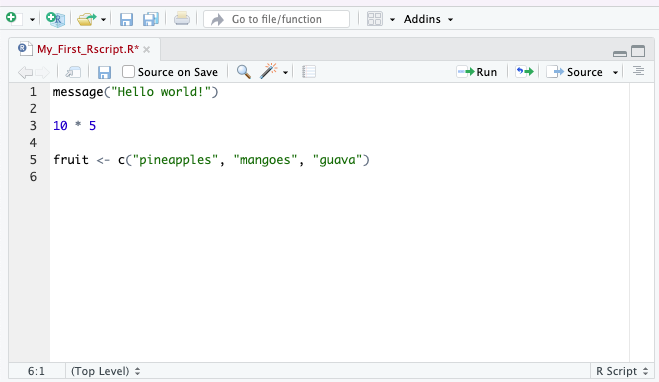 Go to file/function
Addins
My_First_Rscript.R*
Source on Save
Run
Source
1 message("Hello world!")
2
3 10 * 5
4
5 fruit <- c("pineapples", "mangoes", "guava")
6
6:1
(Top Level)
R Script